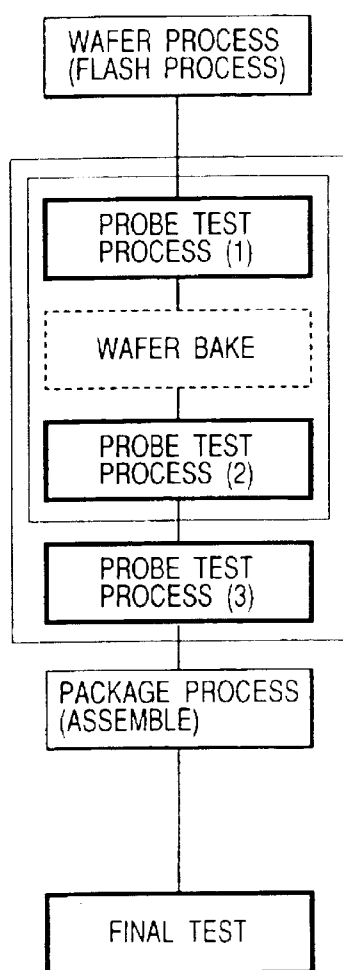 WAFER PROCESS
(FLASH PROCESS)
PROBE TEST
PROCESS (1)
WAFER BAKE
PROBE TEST
PROCESS (2)
PROBE TEST
PROCESS (3)
PACKAGE PROCESS
(ASSEMBLE)
FINAL TEST